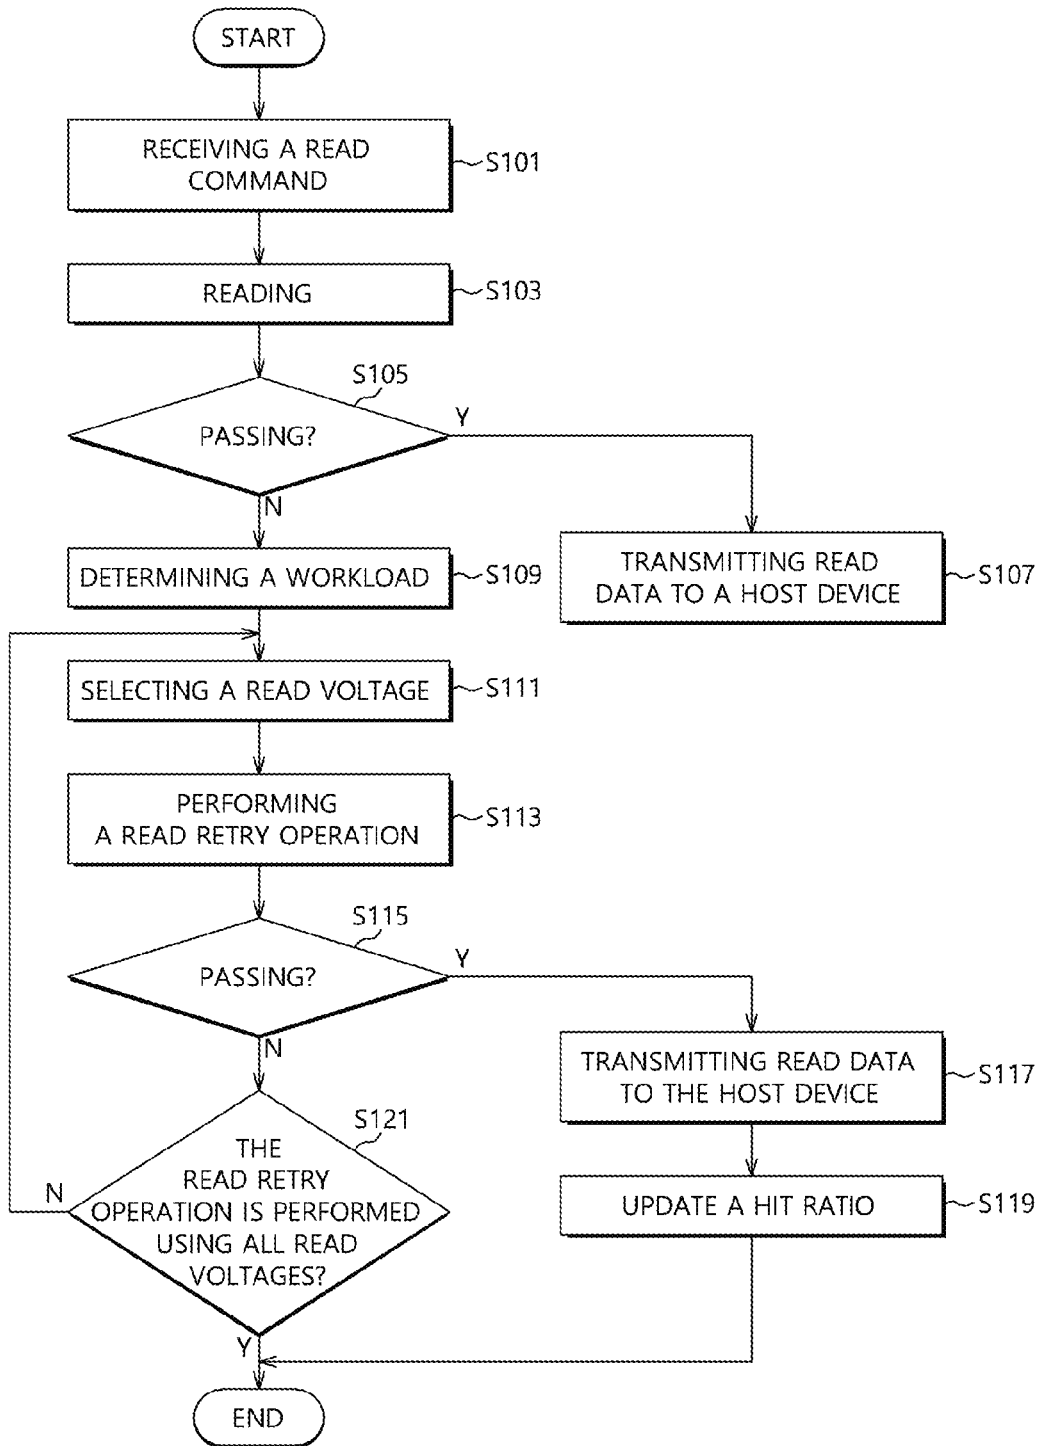 START
RECEIVING A READ
COMMAND
S101
READING
S103
S105
PASSING?
Y
N
DETERMINING A WORKLOAD
S109
TRANSMITTING READ
DATA TO A HOST DEVICE
S107
SELECTING A READ VOLTAGE
S111
PERFORMING
A READ RETRY OPERATION
S113
S115
PASSING?
Y
N
TRANSMITTING READ DATA
TO THE HOST DEVICE
S117
S121
THE
READ RETRY
OPERATION IS PERFORMED
USING ALL READ
VOLTAGES?
N
Y
UPDATE A HIT RATIO
S119
END